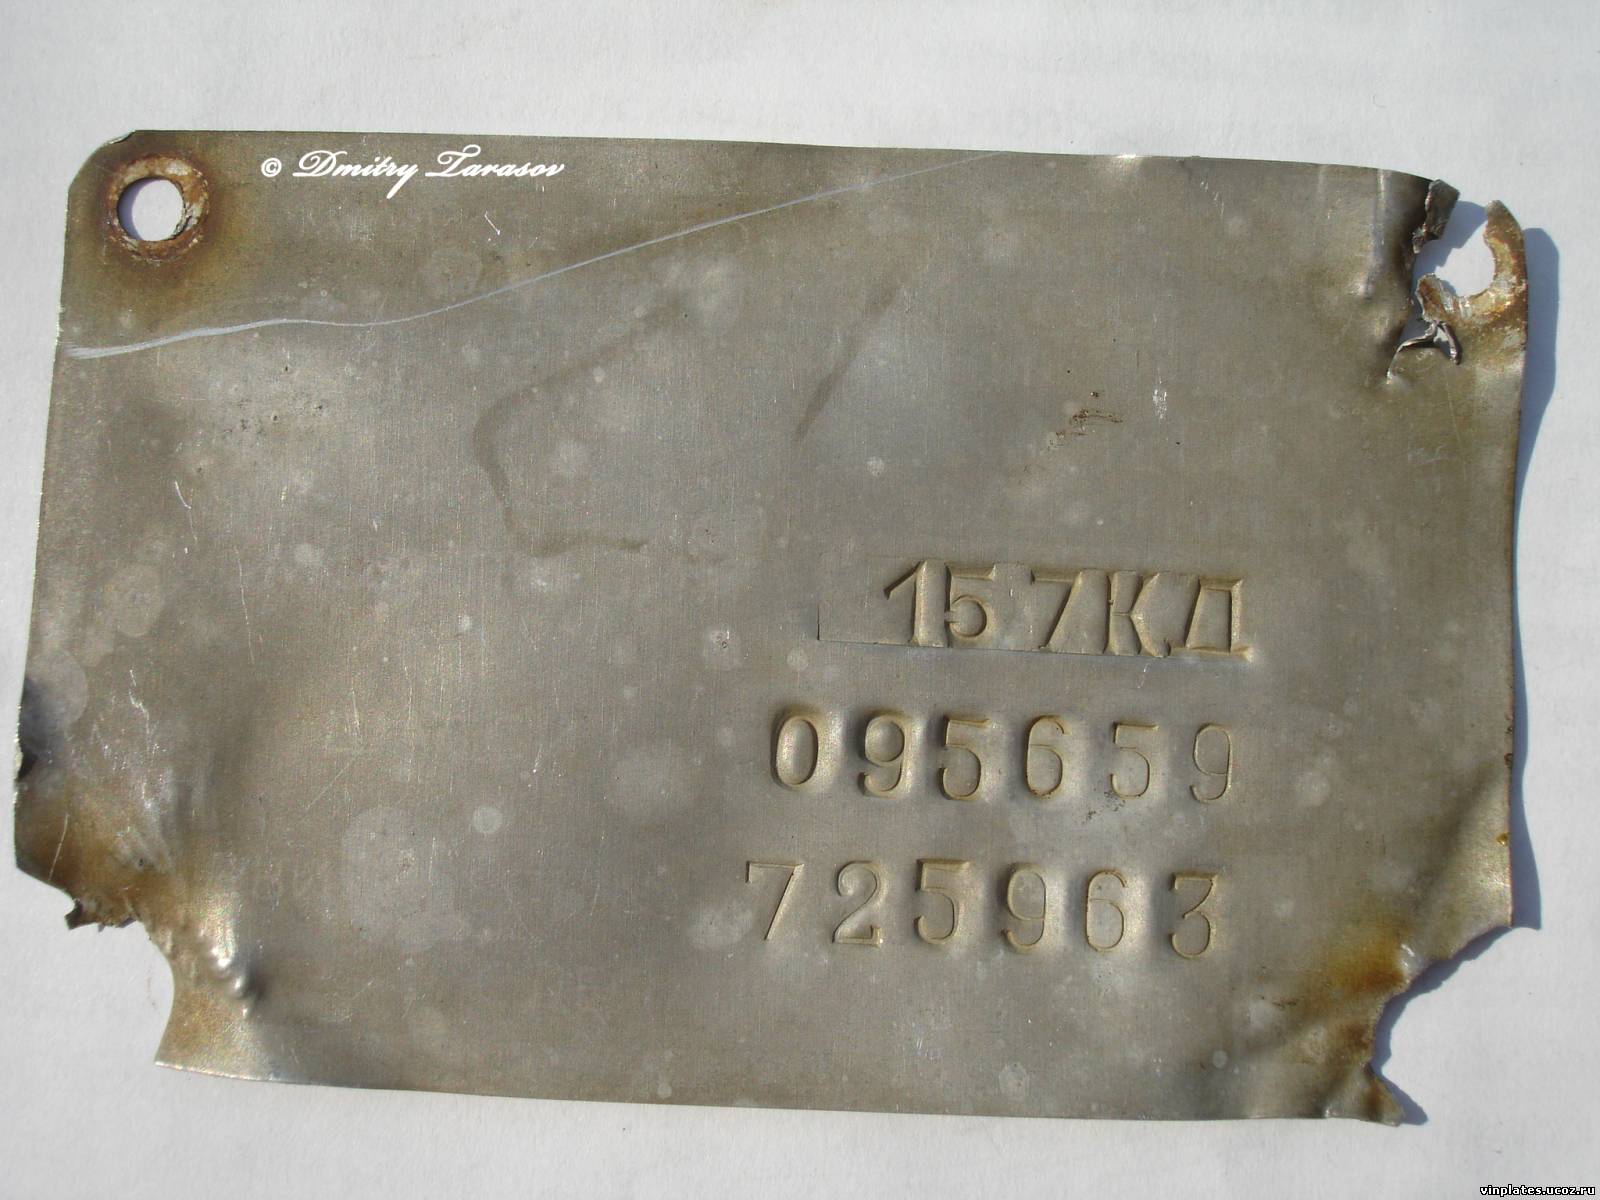 © Dmitry Tarasov
157КД
095659
725963
vinplates.ucoz.ru